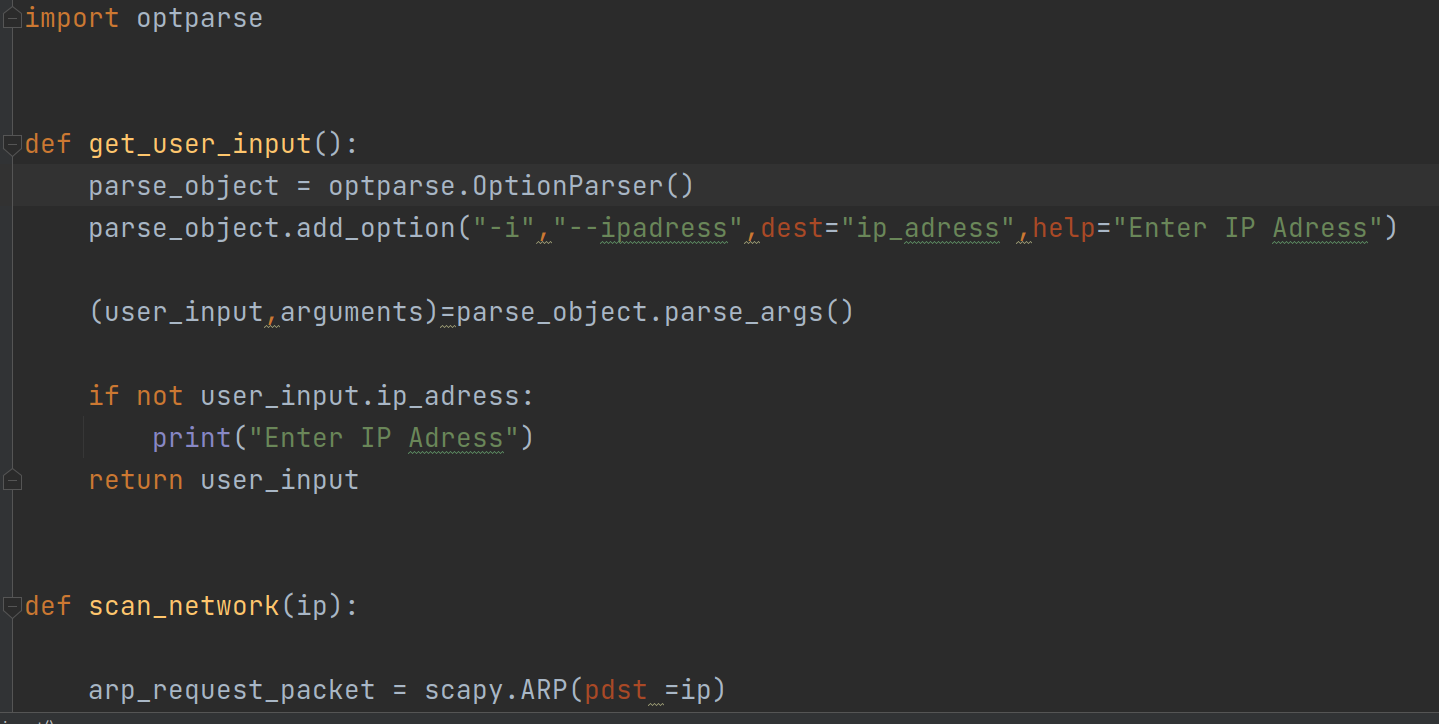 import optparse
def get_user_input():
    parse_object = optparse.OptionParser()
    parse_object.add_option("-i","--ipadress",dest="ip_adress",help="Enter IP Adress")
    (user_input,arguments)=parse_object.parse_args()
    if not user_input.ip_adress:
        print("Enter IP Adress")
    return user_input
def scan_network(ip):
    arp_request_packet = scapy.ARP(pdst =ip)